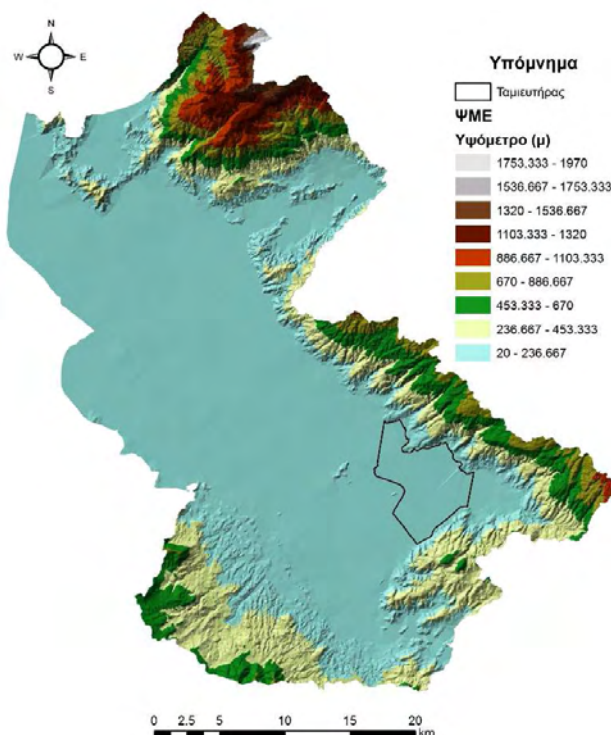 N
W E
S
Υπόμνημα
Ταμιευτήρας
ΨΜΕ
Υψόμετρο (μ)
1753.333 - 1970
1536.667 - 1753.333
1320 - 1536.667
1103.333 - 1320
886.667 - 1103.333
670 - 886.667
453.333 - 670
236.667 - 453.333
20 - 236.667
0 2.5 5 10 15 20
km